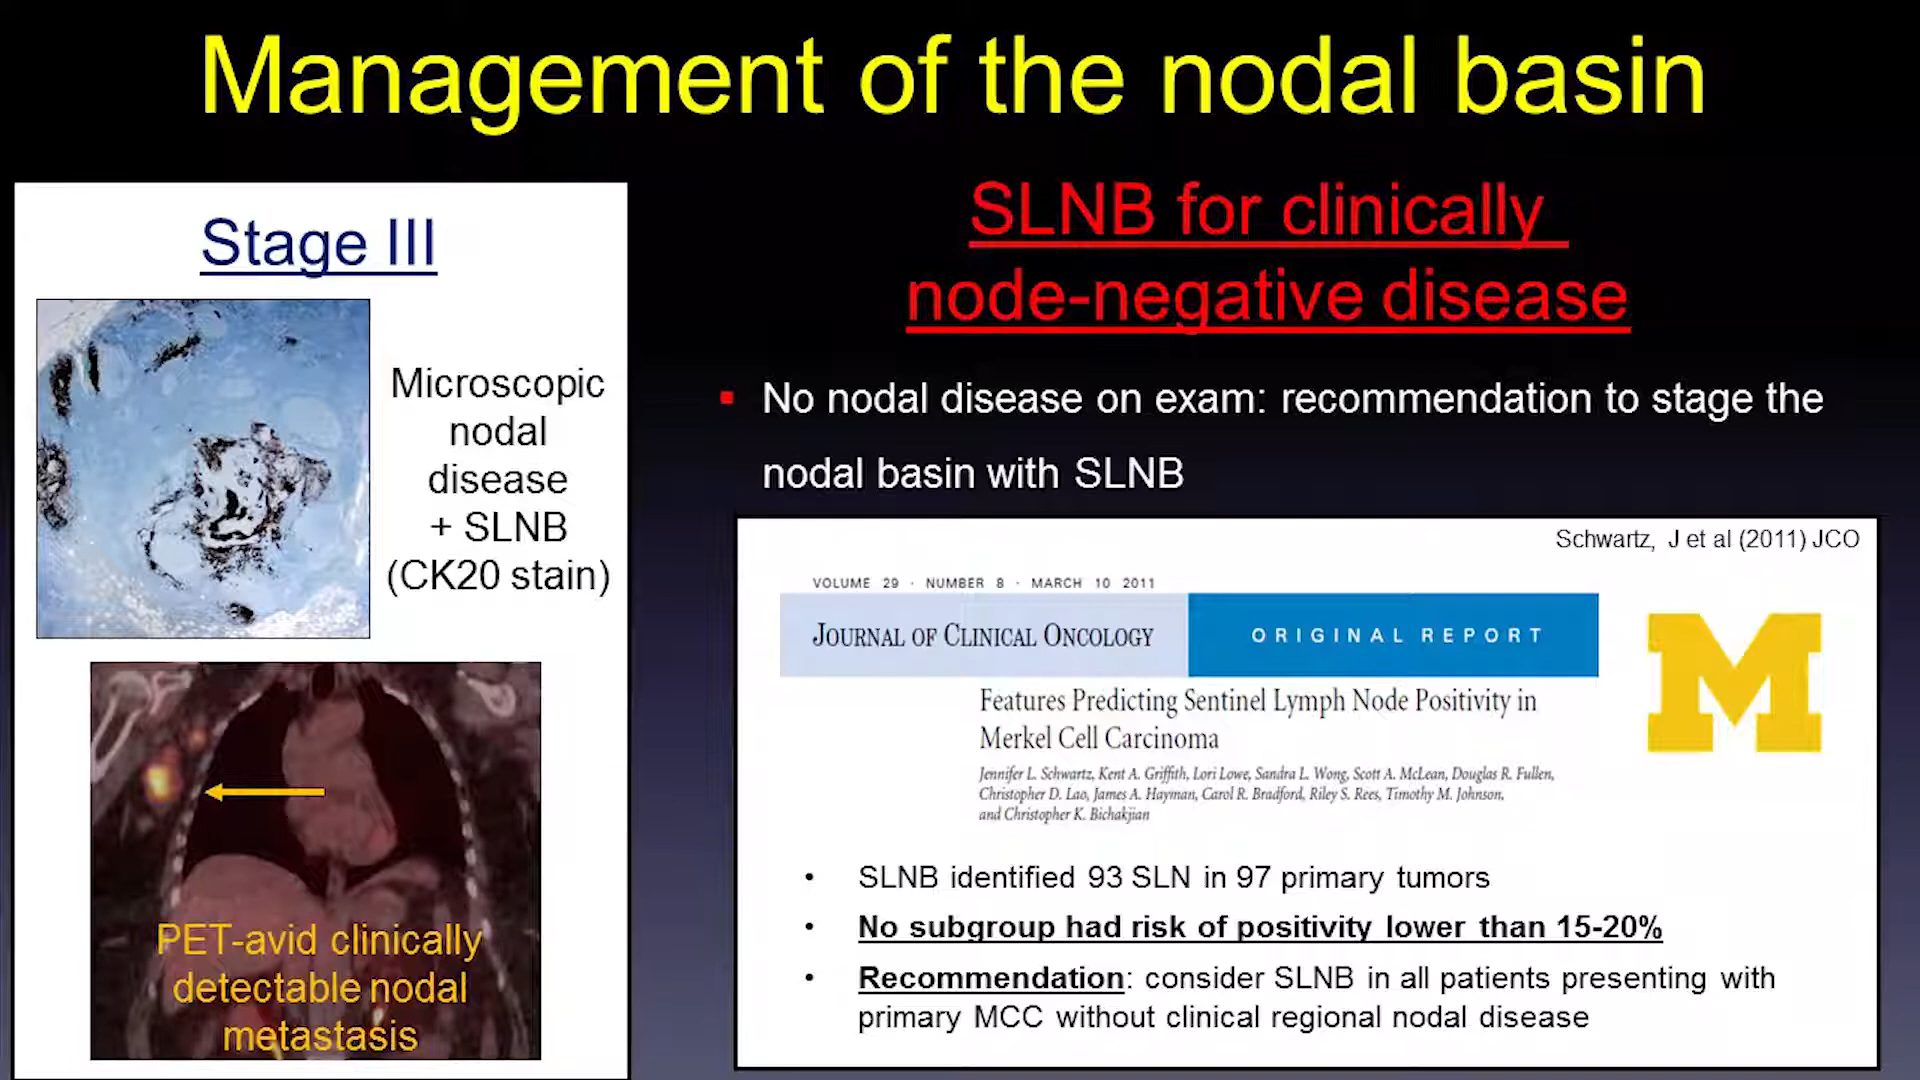 Management of the nodal basin
Stage III
Microscopic
nodal
disease
+ SLNB
(CK20 stain)
PET-avid clinically
detectable nodal
metastasis
SLNB for clinically
node-negative disease
▪ No nodal disease on exam: recommendation to stage the
nodal basin with SLNB
Schwartz, J et al (2011) JCO
VOLUME 29 · NUMBER 8 · MARCH 10 2011
JOURNAL OF CLINICAL ONCOLOGY
ORIGINAL REPORT
M
Features Predicting Sentinel Lymph Node Positivity in
Merkel Cell Carcinoma
Jennifer L. Schwartz, Kent A. Griffith, Lori Lowe, Sandra L. Wong, Scott A. McLean, Douglas R. Fullen,
Christopher D. Lao, James A. Hayman, Carol R. Bradford, Riley S. Rees, Timothy M. Johnson,
and Christopher K. Bichakjian
• SLNB identified 93 SLN in 97 primary tumors
• No subgroup had risk of positivity lower than 15-20%
• Recommendation: consider SLNB in all patients presenting with
primary MCC without clinical regional nodal disease